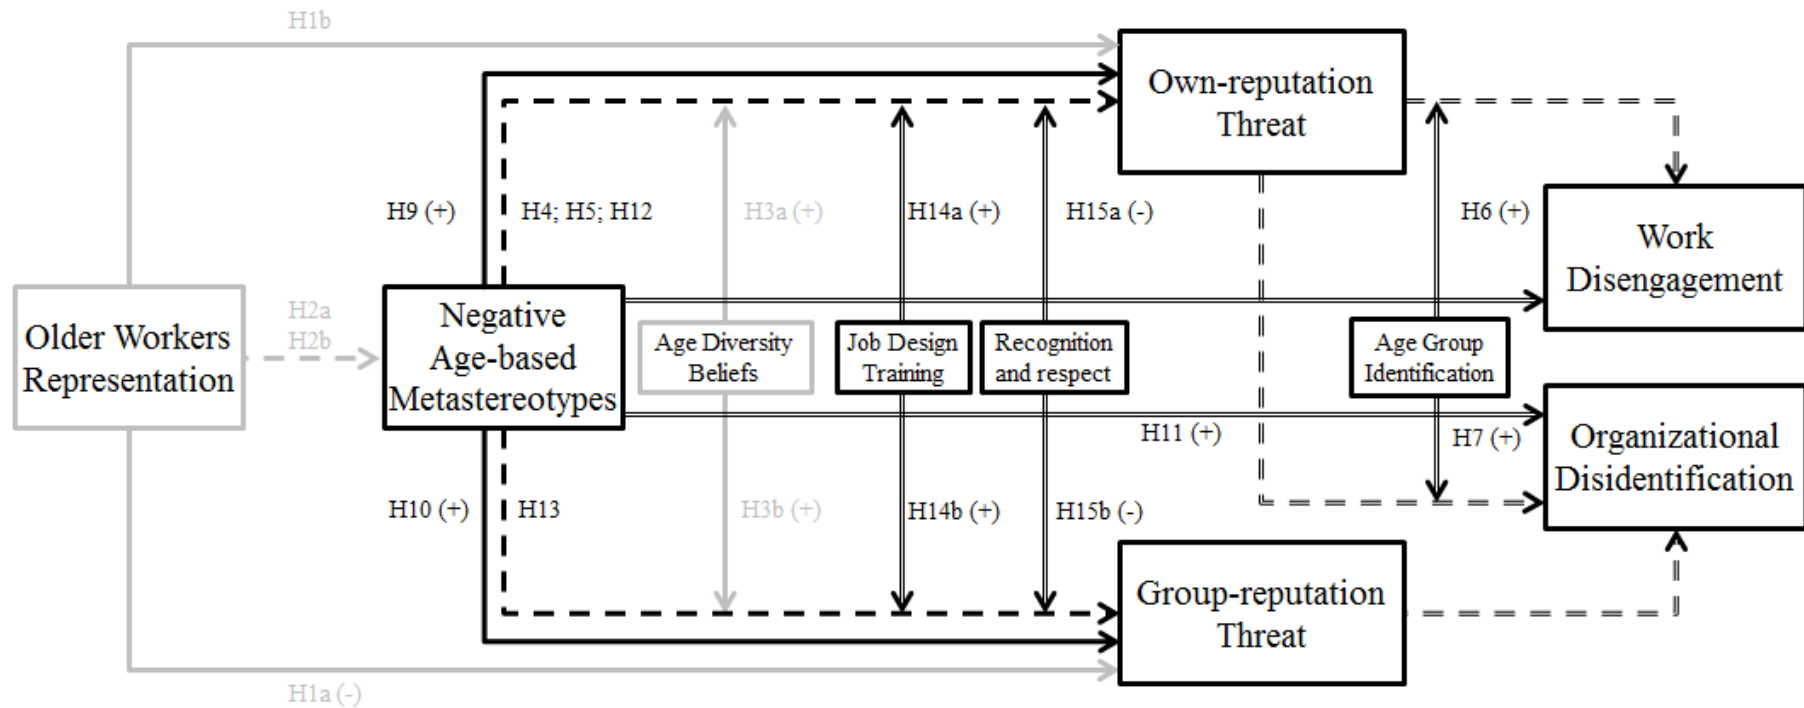 H1b
Own-reputation
Threat
H9 (+)
H4; H5; H12
H3a (+)
H14a (+)
H15a (-)
H6 (+)
Work
Disengagement
Older Workers
Representation
H2a
H2b
Negative
Age-based
Metastereotypes
Age Diversity
Beliefs
Job Design
Training
Recognition
and respect
Age Group
Identification
H11 (+)
H7 (+)
Organizational
Disidentification
H10 (+)
H13
H3b (+)
H14b (+)
H15b (-)
Group-reputation
Threat
H1a (-)